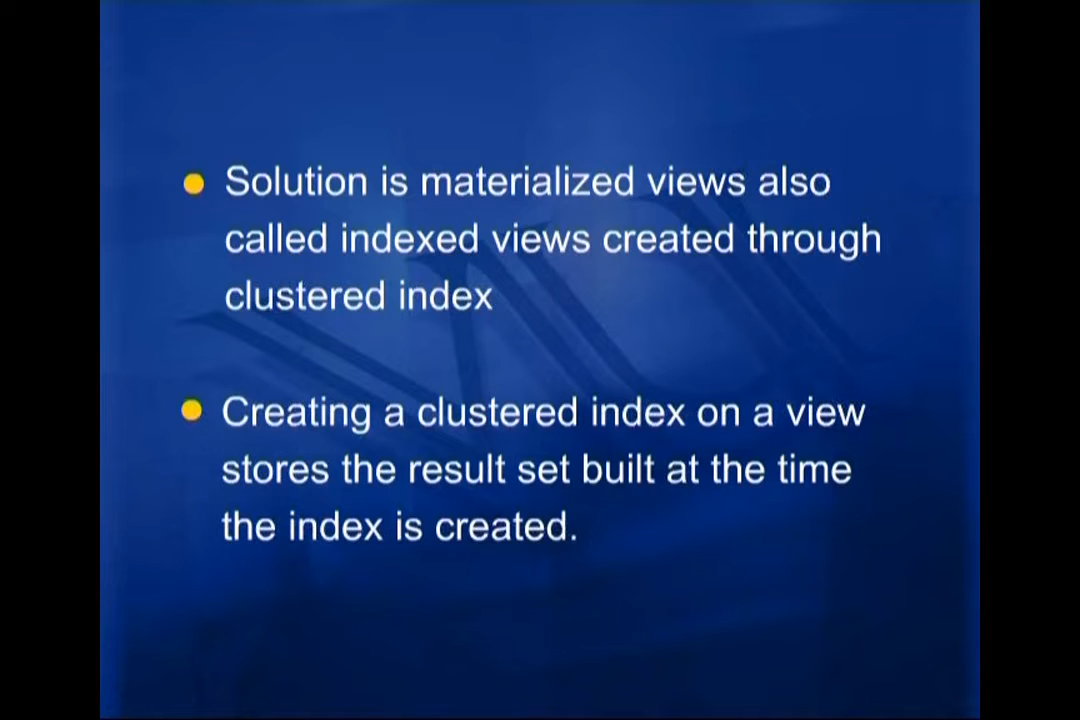 Solution is materialized views also
called indexed views created through
clustered index
Creating a clustered index on a view
stores the result set built at the time
the index is created.